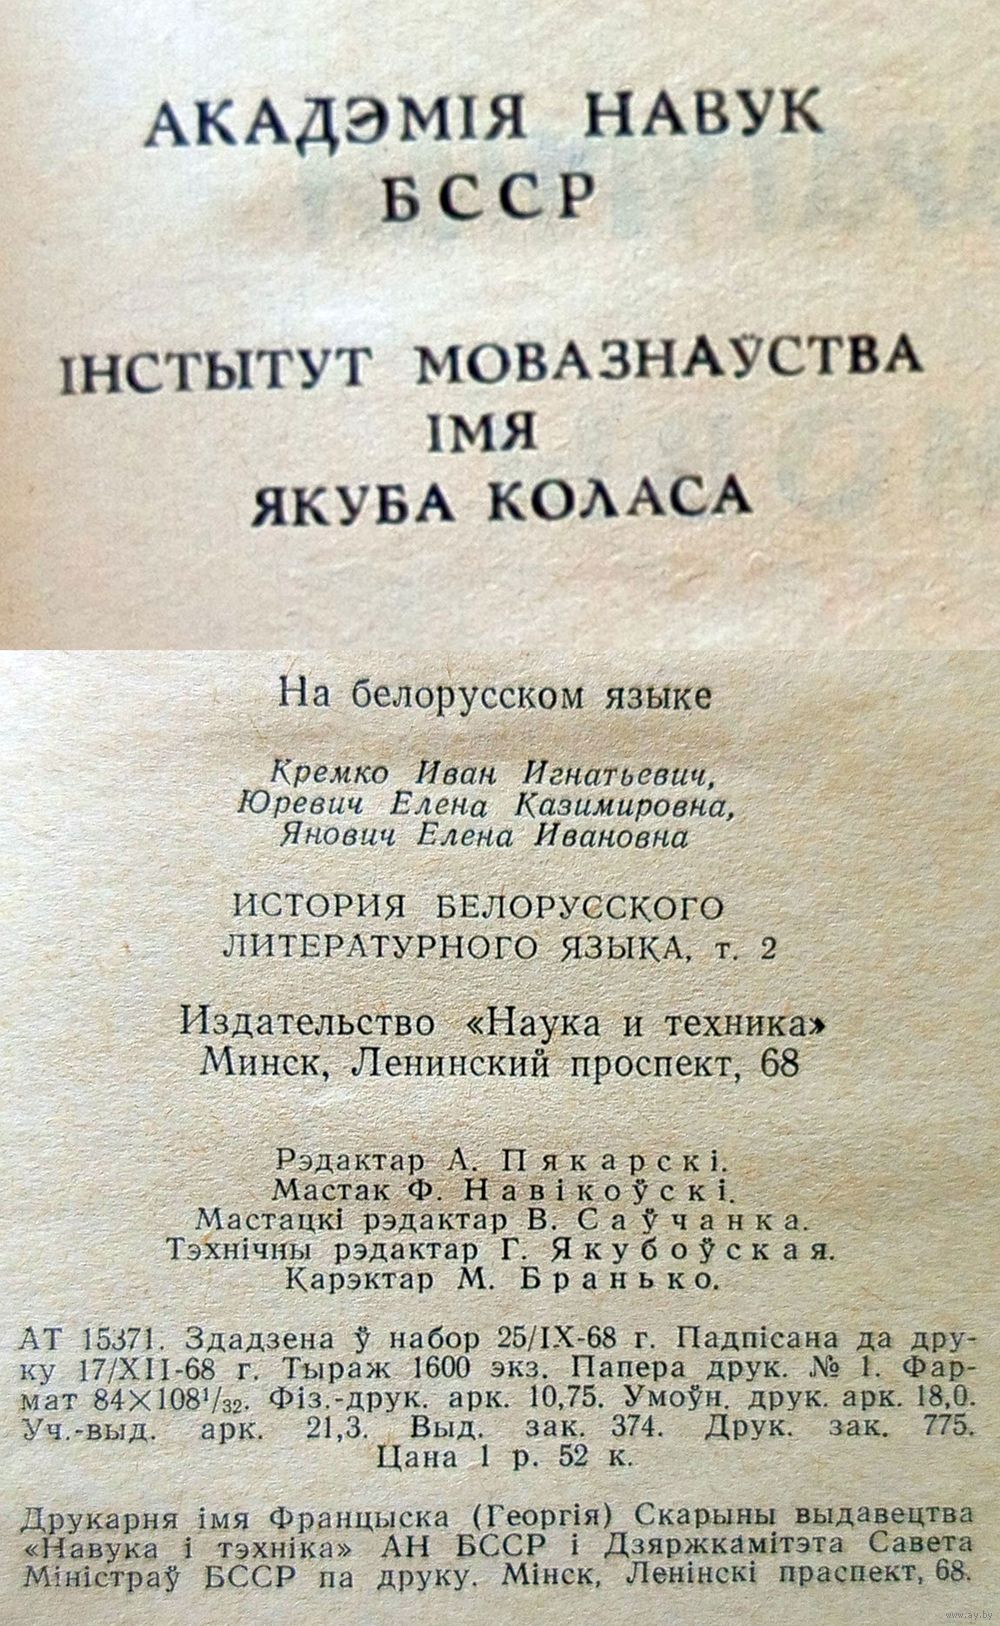 АКАДЭМІЯ НАВУК
БССР
ІНСТЫТУТ МОВАЗНАЎСТВА
ІМЯ
ЯКУБА КОЛАСА
На белорусском языке
Кремко Иван Игнатьевич,
Юревич Елена Казимировна,
Янович Елена Ивановна
ИСТОРИЯ БЕЛОРУССКОГО
ЛИТЕРАТУРНОГО ЯЗЫКА, т. 2
Издательство «Наука и техника»
Минск, Ленинский проспект, 68
Рэдактар А. Пякарскі.
Мастак Ф. Навікоўскі.
Мастацкі рэдактар В. Саўчанка.
Тэхнічны рэдактар Г. Якубоўская.
Карэктар М. Бранько.
АТ 15371. Здадзена ў набор 25/IX-68 г. Падпісана да дру-
ку 17/XII-68 г. Тыраж 1600 экз. Папера друк. № 1. Фар-
мат 84×108¹/₃₂. Фіз.-друк. арк. 10,75. Умоўн. друк. арк. 18,0.
Уч.-выд. арк. 21,3. Выд. зак. 374. Друк. зак. 775.
Цана 1 р. 52 к.
Друкарня імя Францыска (Георгія) Скарыны выдавецтва
«Навука і тэхніка» АН БССР і Дзяржкамітэта Савета
Міністраў БССР па друку. Мінск, Ленінскі праспект, 68.
www.ay.by